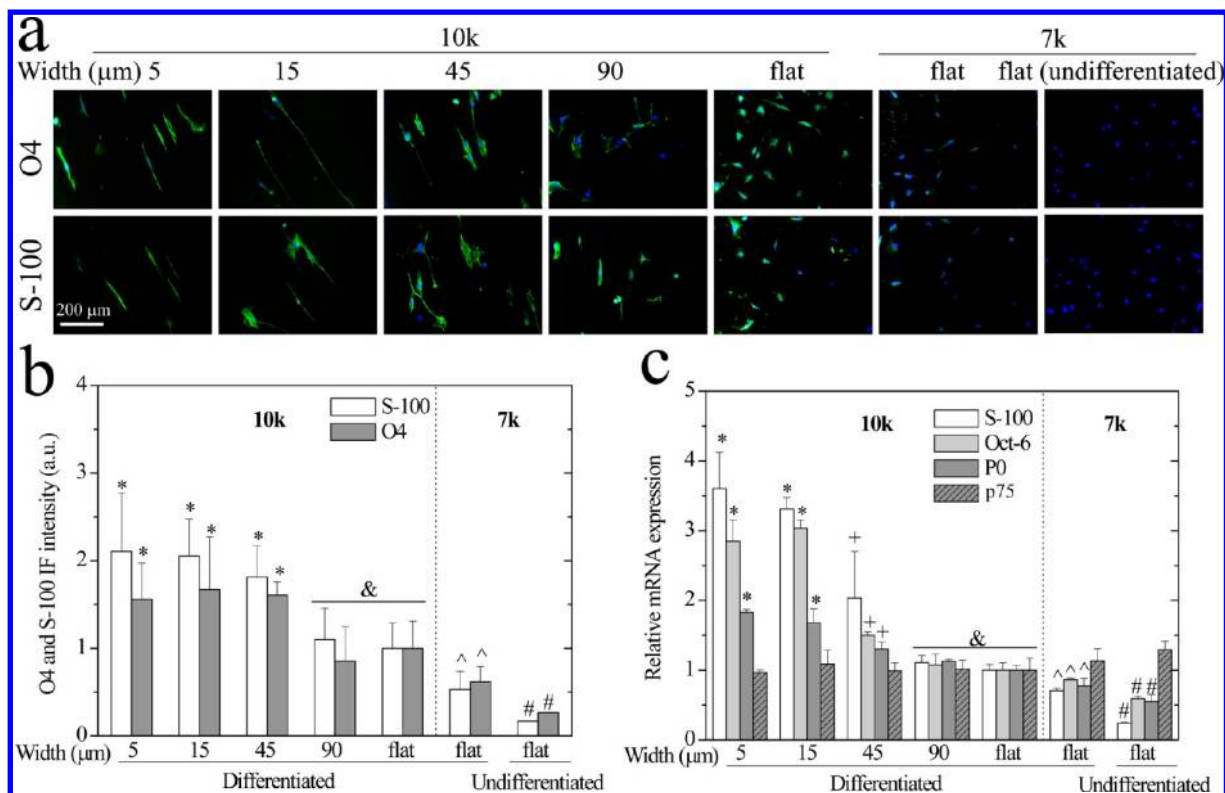 a
10k 7k
Width (μm) 5 15 45 90 flat flat flat (undifferentiated)
O4
S-100
200 μm
b
O4 and S-100 IF intensity (a.u.)
4
3
2
1
0
10k 7k
S-100
O4
* * * * * * & ^ ^ # #
Width (μm) 5 15 45 90 flat flat flat
Differentiated Undifferentiated
c
Relative mRNA expression
5
4
3
2
1
0
10k 7k
S-100
Oct-6
P0
p75
* * * * * * + + + & ^ ^ ^ # # #
Width (μm) 5 15 45 90 flat flat flat
Differentiated Undifferentiated